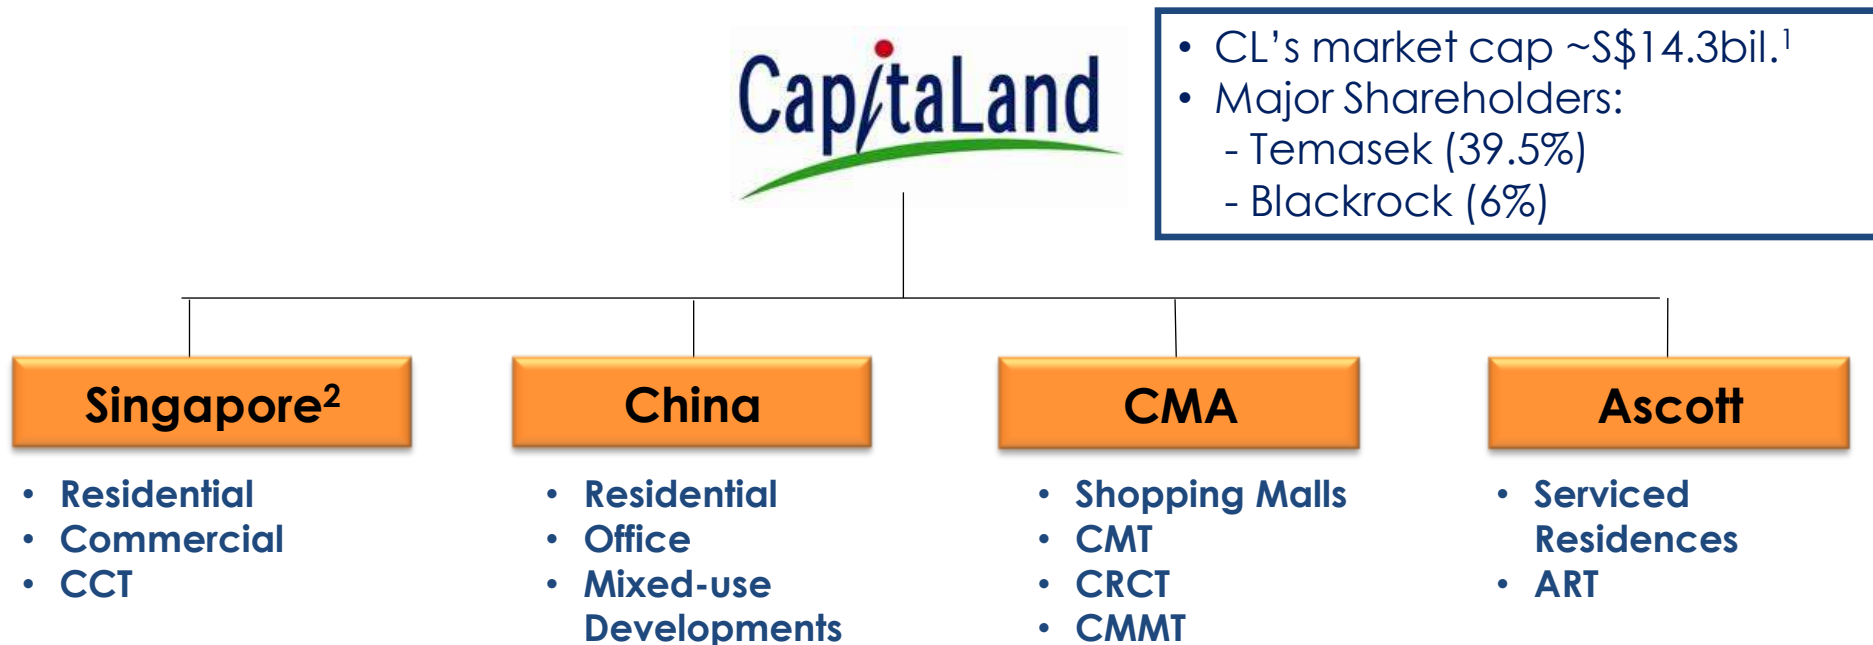 CapitaLand
• CL’s market cap ~S$14.3bil.¹
• Major Shareholders:
- Temasek (39.5%)
- Blackrock (6%)
Singapore²
• Residential
• Commercial
• CCT
China
• Residential
• Office
• Mixed-use
Developments
CMA
• Shopping Malls
• CMT
• CRCT
• CMMT
Ascott
• Serviced
Residences
• ART